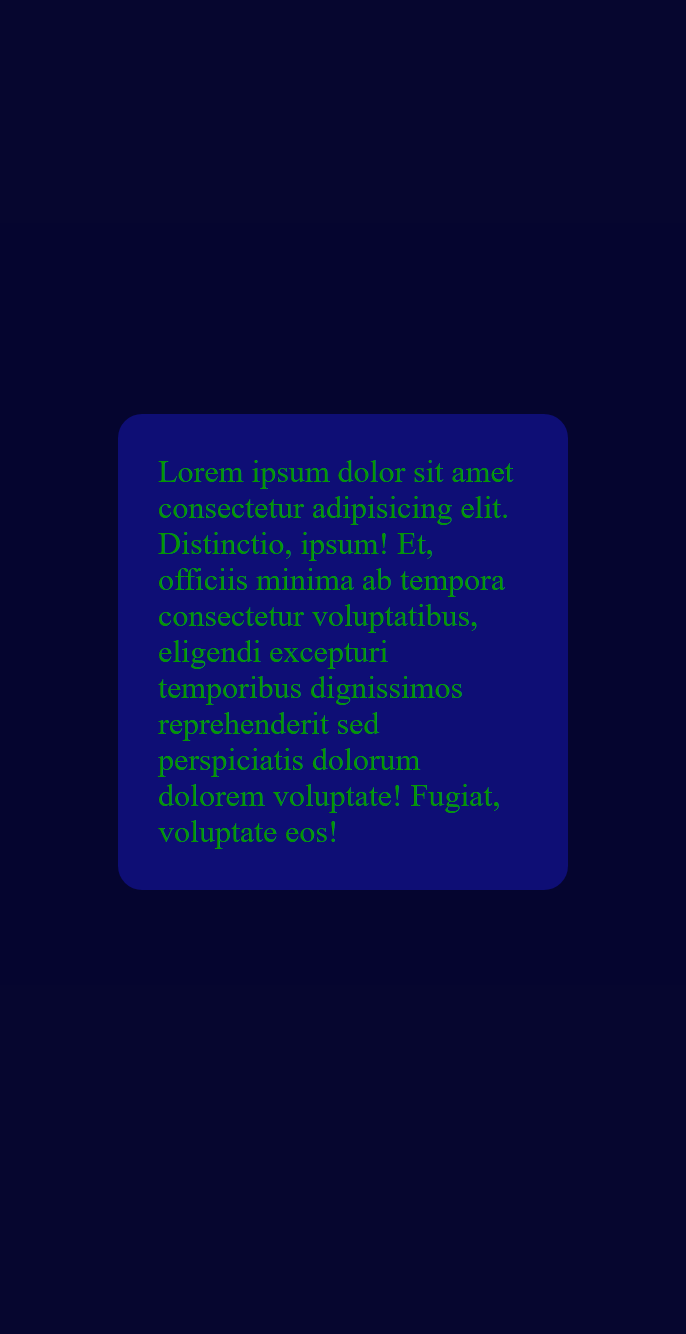 Lorem ipsum dolor sit amet
consectetur adipisicing elit.
Distinctio, ipsum! Et,
officiis minima ab tempora
consectetur voluptatibus,
eligendi excepturi
temporibus dignissimos
reprehenderit sed
perspiciatis dolorum
dolorem voluptate! Fugiat,
voluptate eos!